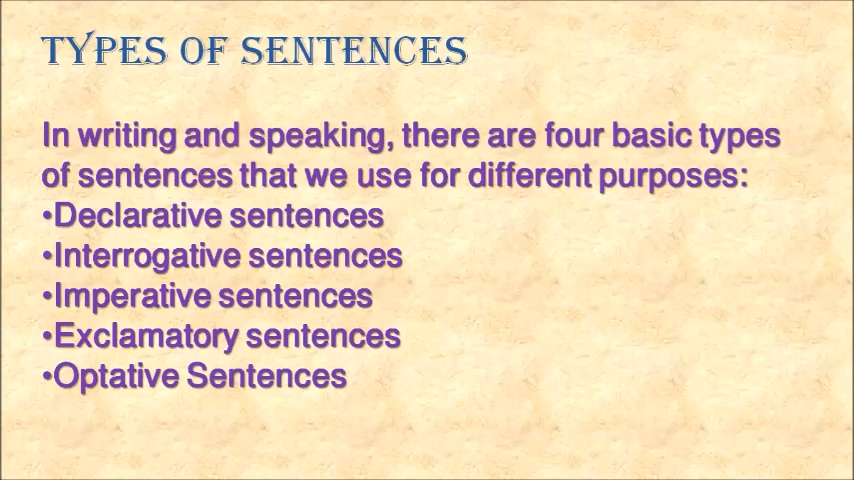 TYPES OF SENTENCES
In writing and speaking, there are four basic types
of sentences that we use for different purposes:
•Declarative sentences
•Interrogative sentences
•Imperative sentences
•Exclamatory sentences
•Optative Sentences